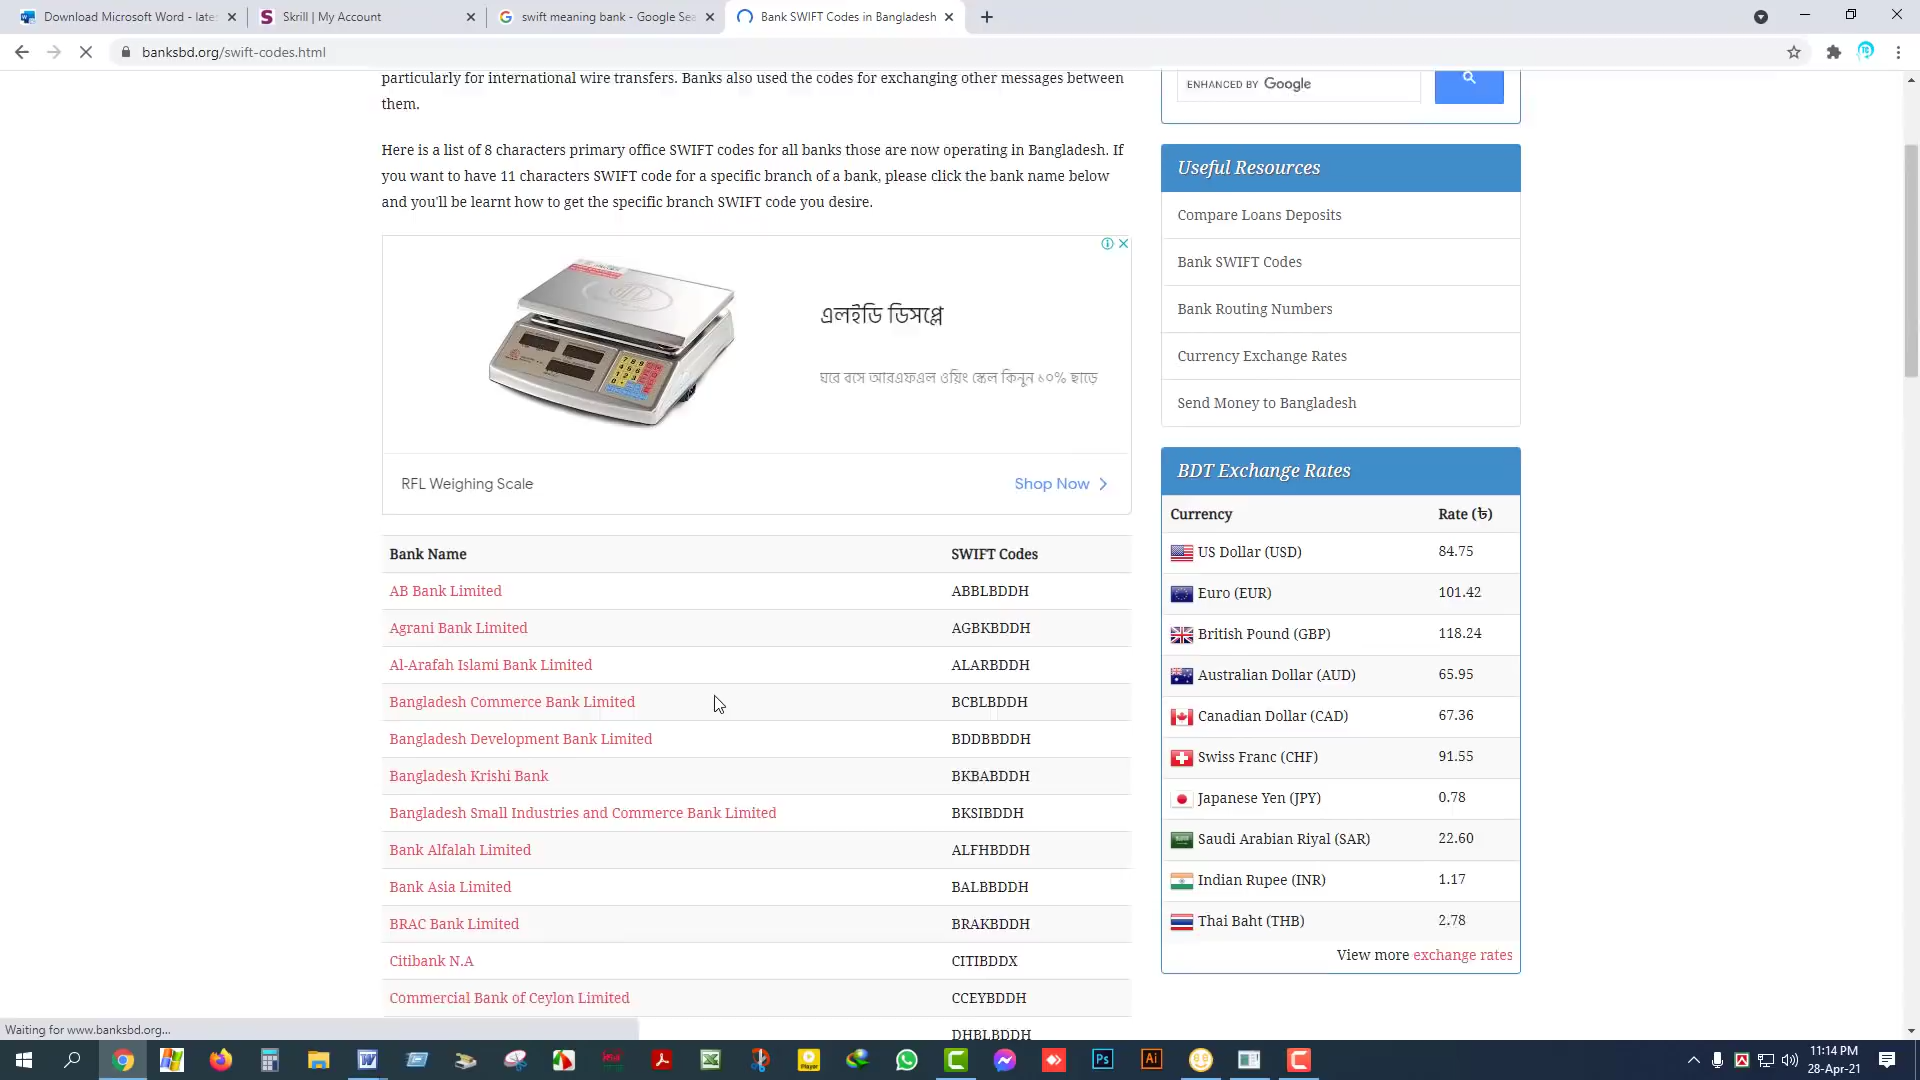 Download Microsoft Word - late
Skrill | My Account
swift meaning bank - Google Sea
Bank SWIFT Codes in Bangladesh
banksbd.org/swift-codes.html
particularly for international wire transfers. Banks also used the codes for exchanging other messages between
them.
Here is a list of 8 characters primary office SWIFT codes for all banks those are now operating in Bangladesh. If
you want to have 11 characters SWIFT code for a specific branch of a bank, please click the bank name below
and you'll be learnt how to get the specific branch SWIFT code you desire.
এলইডি ডিসপ্লে
ঘরে বসে আরএফএল ওয়িং স্কেল কিনুন ১০% ছাড়ে
RFL Weighing Scale
Shop Now
Bank Name SWIFT Codes
AB Bank Limited ABBLBDDH
Agrani Bank Limited AGBKBDDH
Al-Arafah Islami Bank Limited ALARBDDH
Bangladesh Commerce Bank Limited BCBLBDDH
Bangladesh Development Bank Limited BDDBBDDH
Bangladesh Krishi Bank BKBABDDH
Bangladesh Small Industries and Commerce Bank Limited BKSIBDDH
Bank Alfalah Limited ALFHBDDH
Bank Asia Limited BALBBDDH
BRAC Bank Limited BRAKBDDH
Citibank N.A CITIBDDX
Commercial Bank of Ceylon Limited CCEYBDDH
DHBLBDDH
ENHANCED BY Google
Useful Resources
Compare Loans Deposits
Bank SWIFT Codes
Bank Routing Numbers
Currency Exchange Rates
Send Money to Bangladesh
BDT Exchange Rates
Currency Rate (৳)
US Dollar (USD) 84.75
Euro (EUR) 101.42
British Pound (GBP) 118.24
Australian Dollar (AUD) 65.95
Canadian Dollar (CAD) 67.36
Swiss Franc (CHF) 91.55
Japanese Yen (JPY) 0.78
Saudi Arabian Riyal (SAR) 22.60
Indian Rupee (INR) 1.17
Thai Baht (THB) 2.78
View more exchange rates
Waiting for www.banksbd.org...
11:14 PM
28-Apr-21